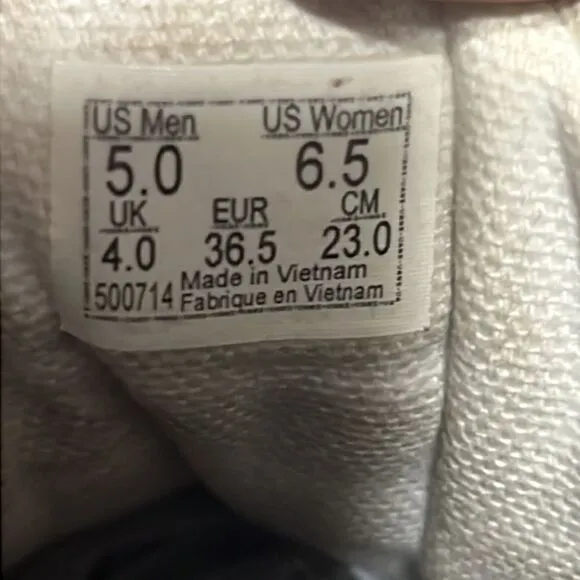 US Men US Women
5.0 6.5
UK EUR CM
4.0 36.5 23.0
500714 Made in Vietnam
Fabrique en Vietnam